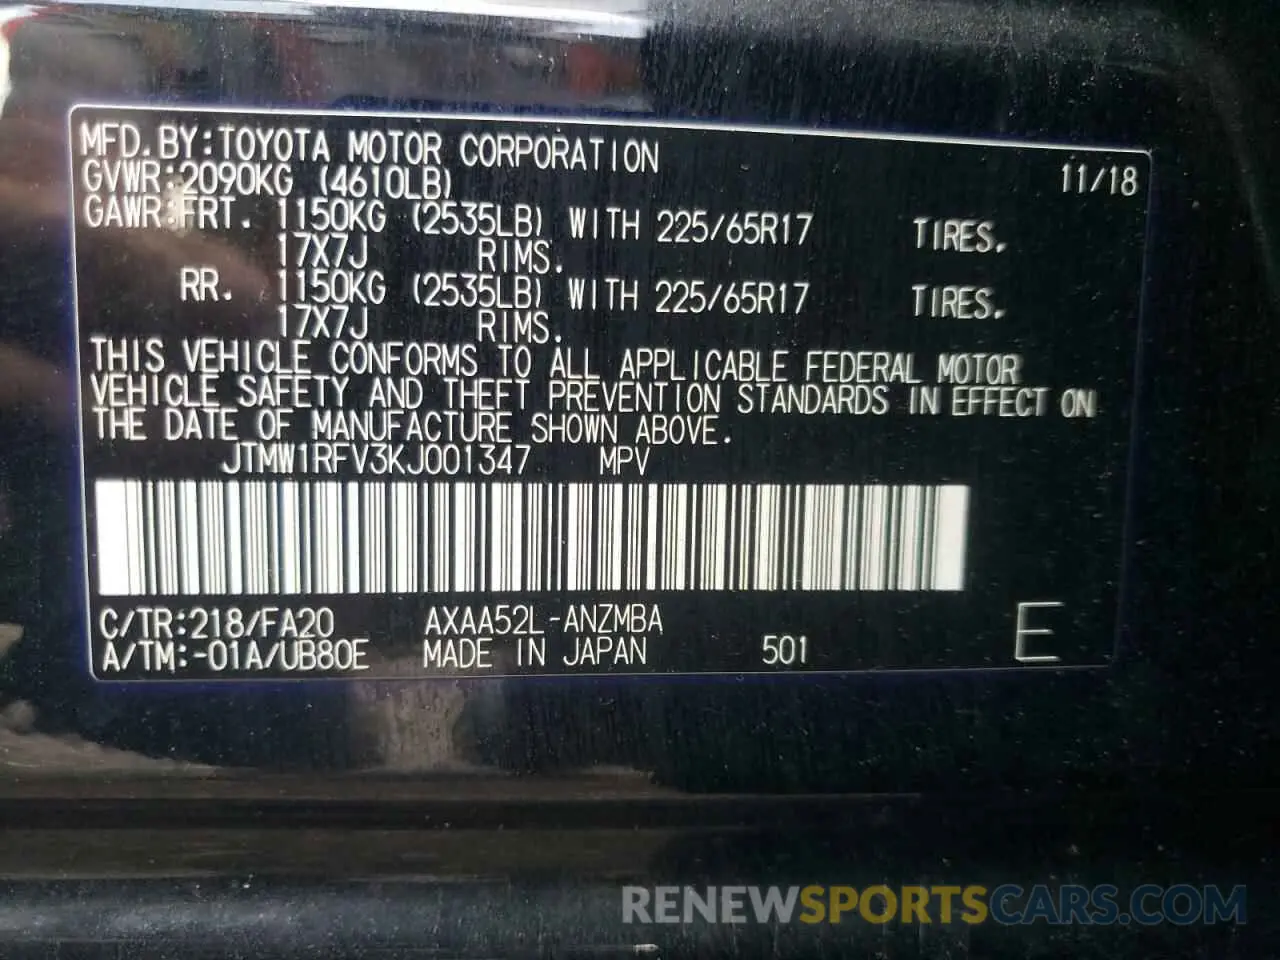 MFD.BY:TOYOTA MOTOR CORPORATION 11/18
GVWR:2090KG (4610LB)
GAWR:FRT. 1150KG (2535LB) WITH 225/65R17 TIRES.
17X7J RIMS.
RR. 1150KG (2535LB) WITH 225/65R17 TIRES.
17X7J RIMS.
THIS VEHICLE CONFORMS TO ALL APPLICABLE FEDERAL MOTOR
VEHICLE SAFETY AND THEFT PREVENTION STANDARDS IN EFFECT ON
THE DATE OF MANUFACTURE SHOWN ABOVE.
JTMW1RFV3KJ001347 MPV
C/TR:218/FA20 AXAA52L-ANZMBA
A/TM:-01A/UB80E MADE IN JAPAN 501 E
RENEWSPORTSCARS.COM